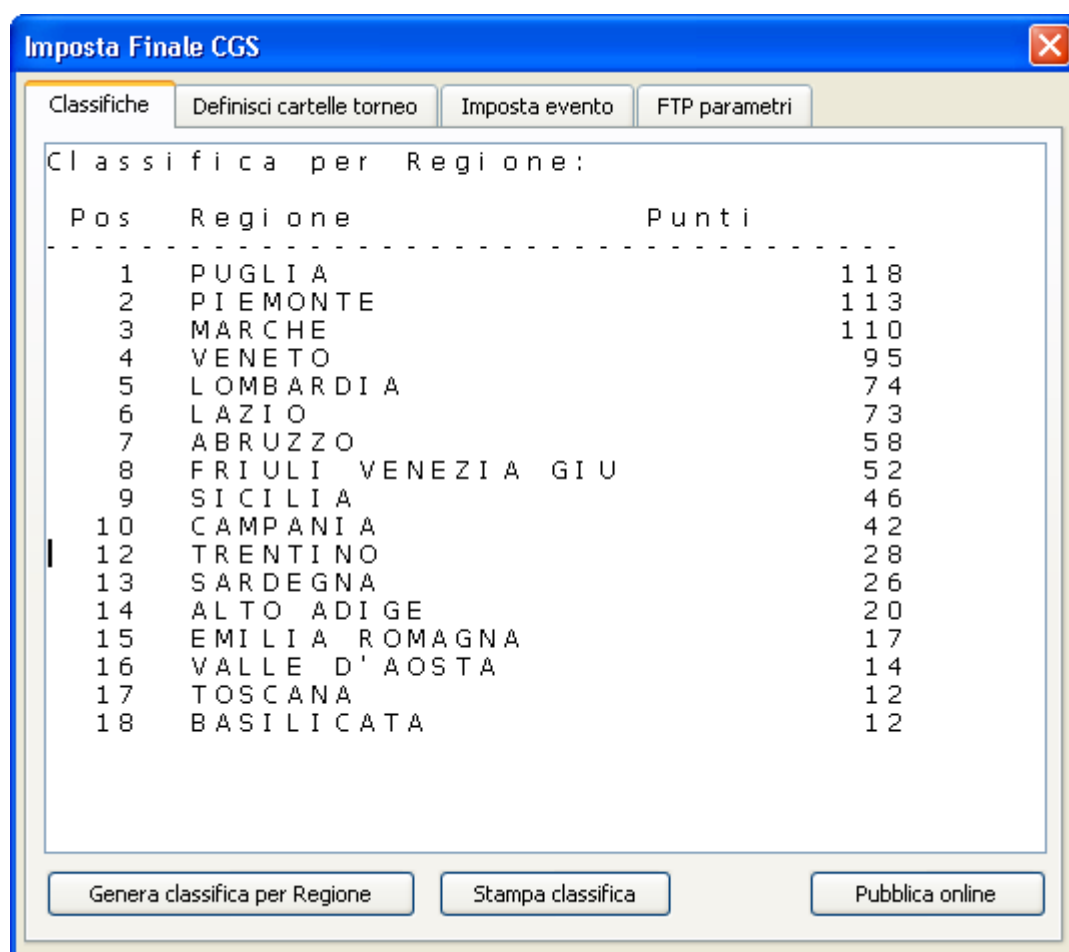 Imposta Finale CGS
Classifiche Definisci cartelle torneo Imposta evento FTP parametri
Classifica per Regione:
Pos Regione Punti
- - - - - - - - - - - - - - - - - - - - - - - - - - - - - - - - - - - - - - - -
1 PUGLIA 118
2 PIEMONTE 113
3 MARCHE 110
4 VENETO 95
5 LOMBARDIA 74
6 LAZIO 73
7 ABRUZZO 58
8 FRIULI VENEZIA GIU 52
9 SICILIA 46
10 CAMPANIA 42
12 TRENTINO 28
13 SARDEGNA 26
14 ALTO ADIGE 20
15 EMILIA ROMAGNA 17
16 VALLE D'AOSTA 14
17 TOSCANA 12
18 BASILICATA 12
Genera classifica per Regione Stampa classifica Pubblica online